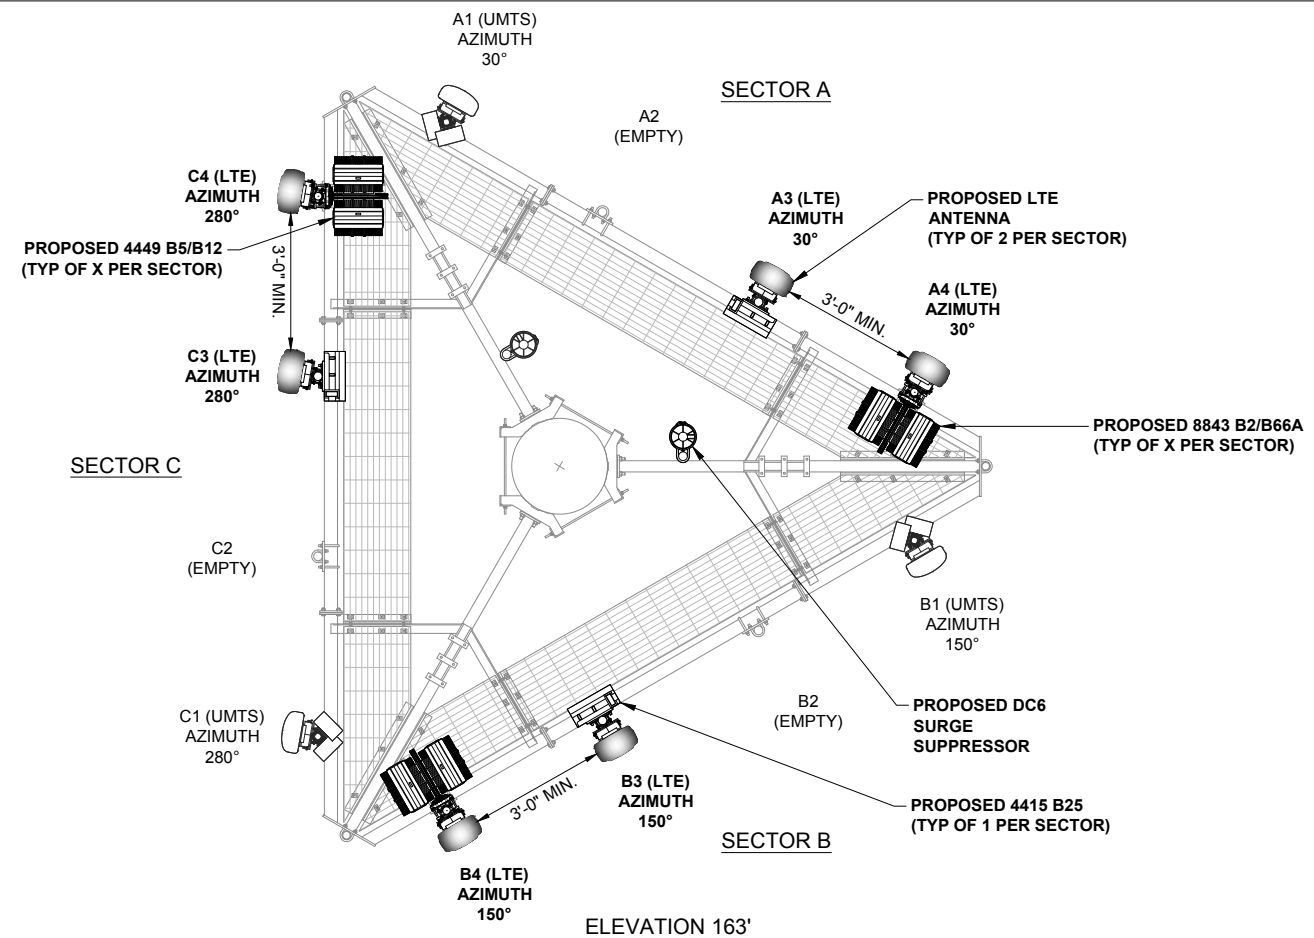 A1 (UMTS)
AZIMUTH
30°
SECTOR A
A2
(EMPTY)
C4 (LTE)
AZIMUTH
280°
A3 (LTE)
AZIMUTH
30°
PROPOSED LTE
ANTENNA
(TYP OF 2 PER SECTOR)
PROPOSED 4449 B5/B12
(TYP OF X PER SECTOR)
3'-0" MIN.
3'-0" MIN.
A4 (LTE)
AZIMUTH
30°
C3 (LTE)
AZIMUTH
280°
PROPOSED 8843 B2/B66A
(TYP OF X PER SECTOR)
SECTOR C
C2
(EMPTY)
B1 (UMTS)
AZIMUTH
150°
C1 (UMTS)
AZIMUTH
280°
B2
(EMPTY)
PROPOSED DC6
SURGE
SUPPRESSOR
3'-0" MIN.
B3 (LTE)
AZIMUTH
150°
PROPOSED 4415 B25
(TYP OF 1 PER SECTOR)
SECTOR B
B4 (LTE)
AZIMUTH
150°
ELEVATION 163'